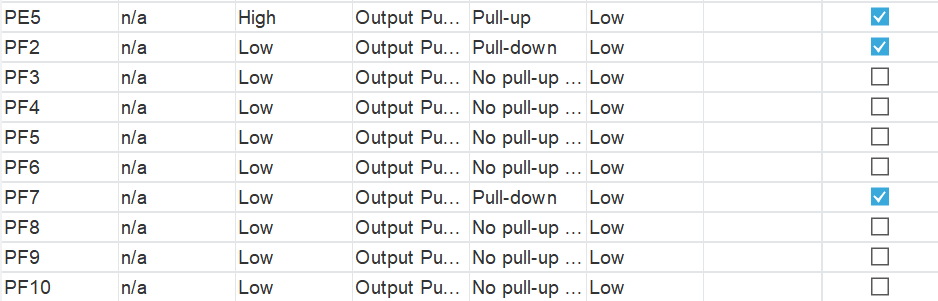 PE5 n/a High Output Pu... Pull-up Low
PF2 n/a Low Output Pu... Pull-down Low
PF3 n/a Low Output Pu... No pull-up ... Low
PF4 n/a Low Output Pu... No pull-up ... Low
PF5 n/a Low Output Pu... No pull-up ... Low
PF6 n/a Low Output Pu... No pull-up ... Low
PF7 n/a Low Output Pu... Pull-down Low
PF8 n/a Low Output Pu... No pull-up ... Low
PF9 n/a Low Output Pu... No pull-up ... Low
PF10 n/a Low Output Pu... No pull-up ... Low